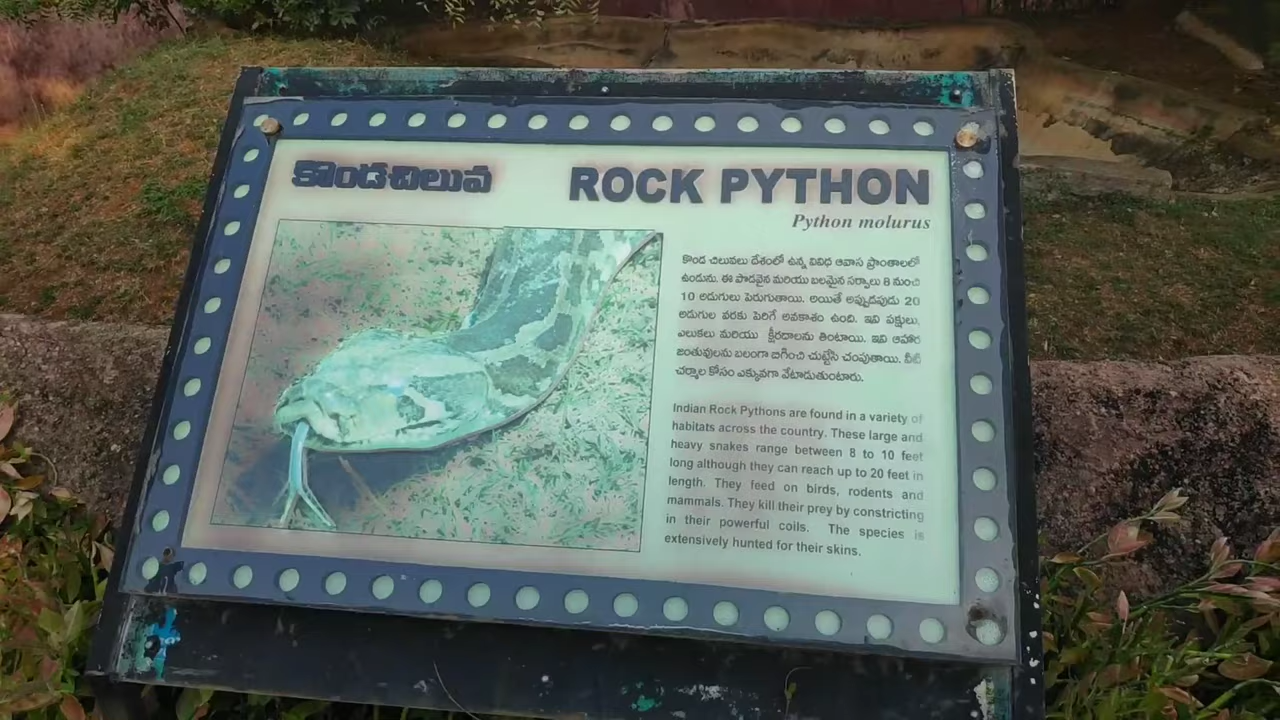 కొండచిలువ
ROCK PYTHON
Python molurus
కొండ చిలువలు దేశంలో ఉన్న వివిధ ఆవాస ప్రాంతాలలో
ఉండును. ఈ పొడవైన మరియు బలమైన సర్పాలు 8 నుంచి
10 అడుగులు పెరుగుతాయి. అయితే అప్పుడపుడు 20
అడుగుల వరకు పెరిగే అవకాశం ఉంది. ఇవి పక్షులు,
ఎలుకలు మరియు క్షీరదాలను తింటాయి. ఇవి ఆహార
జంతువులను బలంగా బిగించి చుట్టేసి చంపుతాయి. వీటి
చర్మాల కోసం ఎక్కువగా వేటాడుతుంటారు.
Indian Rock Pythons are found in a variety of
habitats across the country. These large and
heavy snakes range between 8 to 10 feet
long although they can reach up to 20 feet in
length. They feed on birds, rodents and
mammals. They kill their prey by constricting
in their powerful coils. The species is
extensively hunted for their skins.